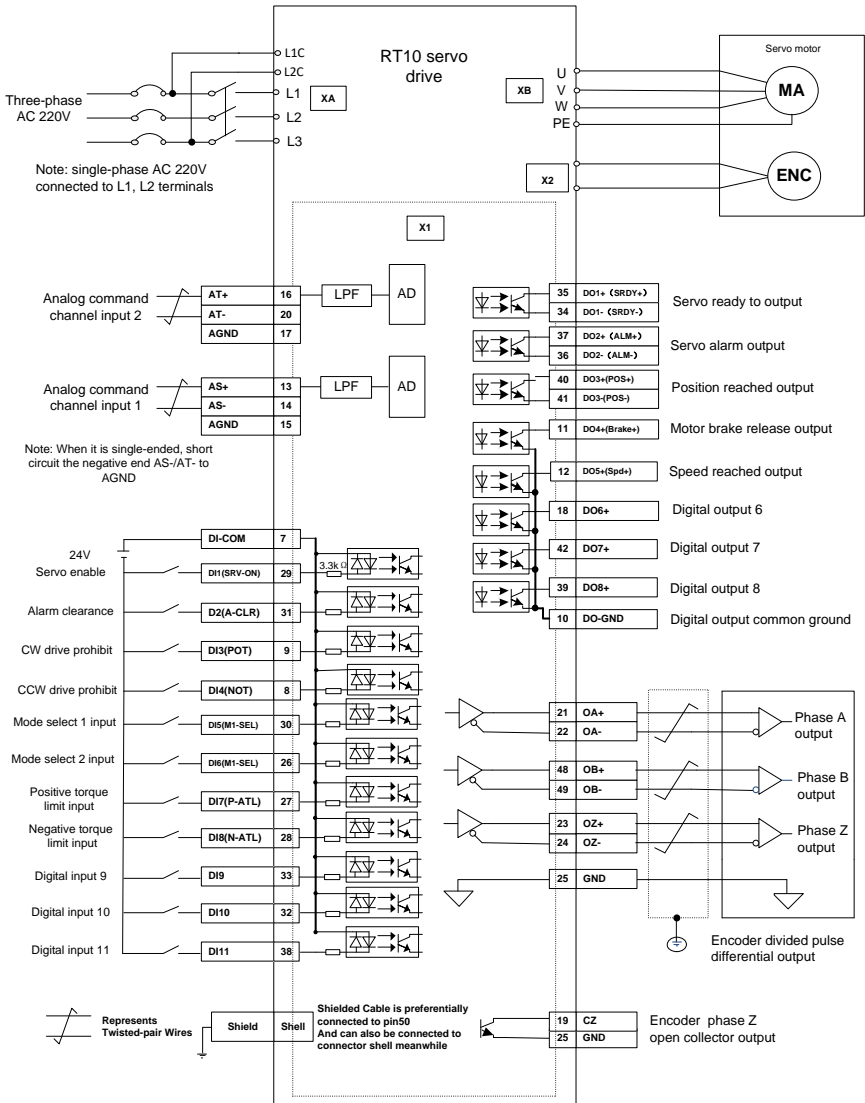 RT10 servo
drive
L1C
L2C
L1
L2
L3
XA
Three-phase
AC 220V
Note: single-phase AC 220V
connected to L1, L2 terminals
XB
U
V
W
PE
X2
Servo motor
MA
ENC
X1
Analog command
channel input 2
AT+ 16
AT- 20
AGND 17
LPF
AD
Analog command
channel input 1
AS+ 13
AS- 14
AGND 15
LPF
AD
Note: When it is single-ended, short
circuit the negative end AS-/AT- to
AGND
35 DO1+（SRDY+） Servo ready to output
34 DO1-（SRDY-）
37 DO2+（ALM+） Servo alarm output
36 DO2-（ALM-）
40 DO3+(POS+) Position reached output
41 DO3-(POS-)
11 DO4+(Brake+) Motor brake release output
12 DO5+(Spd+) Speed reached output
18 DO6+ Digital output 6
42 DO7+ Digital output 7
39 DO8+ Digital output 8
10 DO-GND Digital output common ground
DI-COM 7
24V
3.3kΩ
Servo enable DI1(SRV-ON) 29
Alarm clearance D2(A-CLR) 31
CW drive prohibit DI3(POT) 9
CCW drive prohibit DI4(NOT) 8
Mode select 1 input DI5(M1-SEL) 30
Mode select 2 input DI6(M1-SEL) 26
Positive torque
limit input DI7(P-ATL) 27
Negative torque
limit input DI8(N-ATL) 28
Digital input 9 DI9 33
Digital input 10 DI10 32
Digital input 11 DI11 38
21 OA+
22 OA-
Phase A
output
48 OB+
49 OB-
Phase B
output
23 OZ+
24 OZ-
Phase Z
output
25 GND
Encoder divided pulse
differential output
Represents
Twisted-pair Wires
Shield Shell
Shielded Cable is preferentially
connected to pin50
And can also be connected to
connector shell meanwhile
19 CZ
25 GND
Encoder phase Z
open collector output